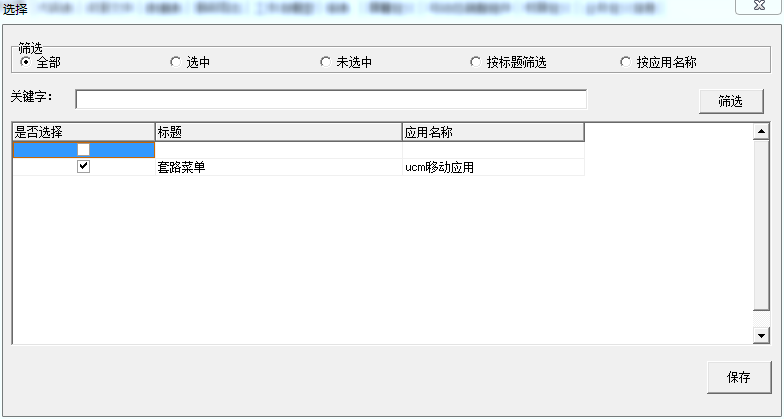 选择
筛选
全部 选中 未选中 按标题筛选 按应用名称
关键字： 筛选
是否选择 标题 应用名称
套路菜单 ucm移动应用
保存